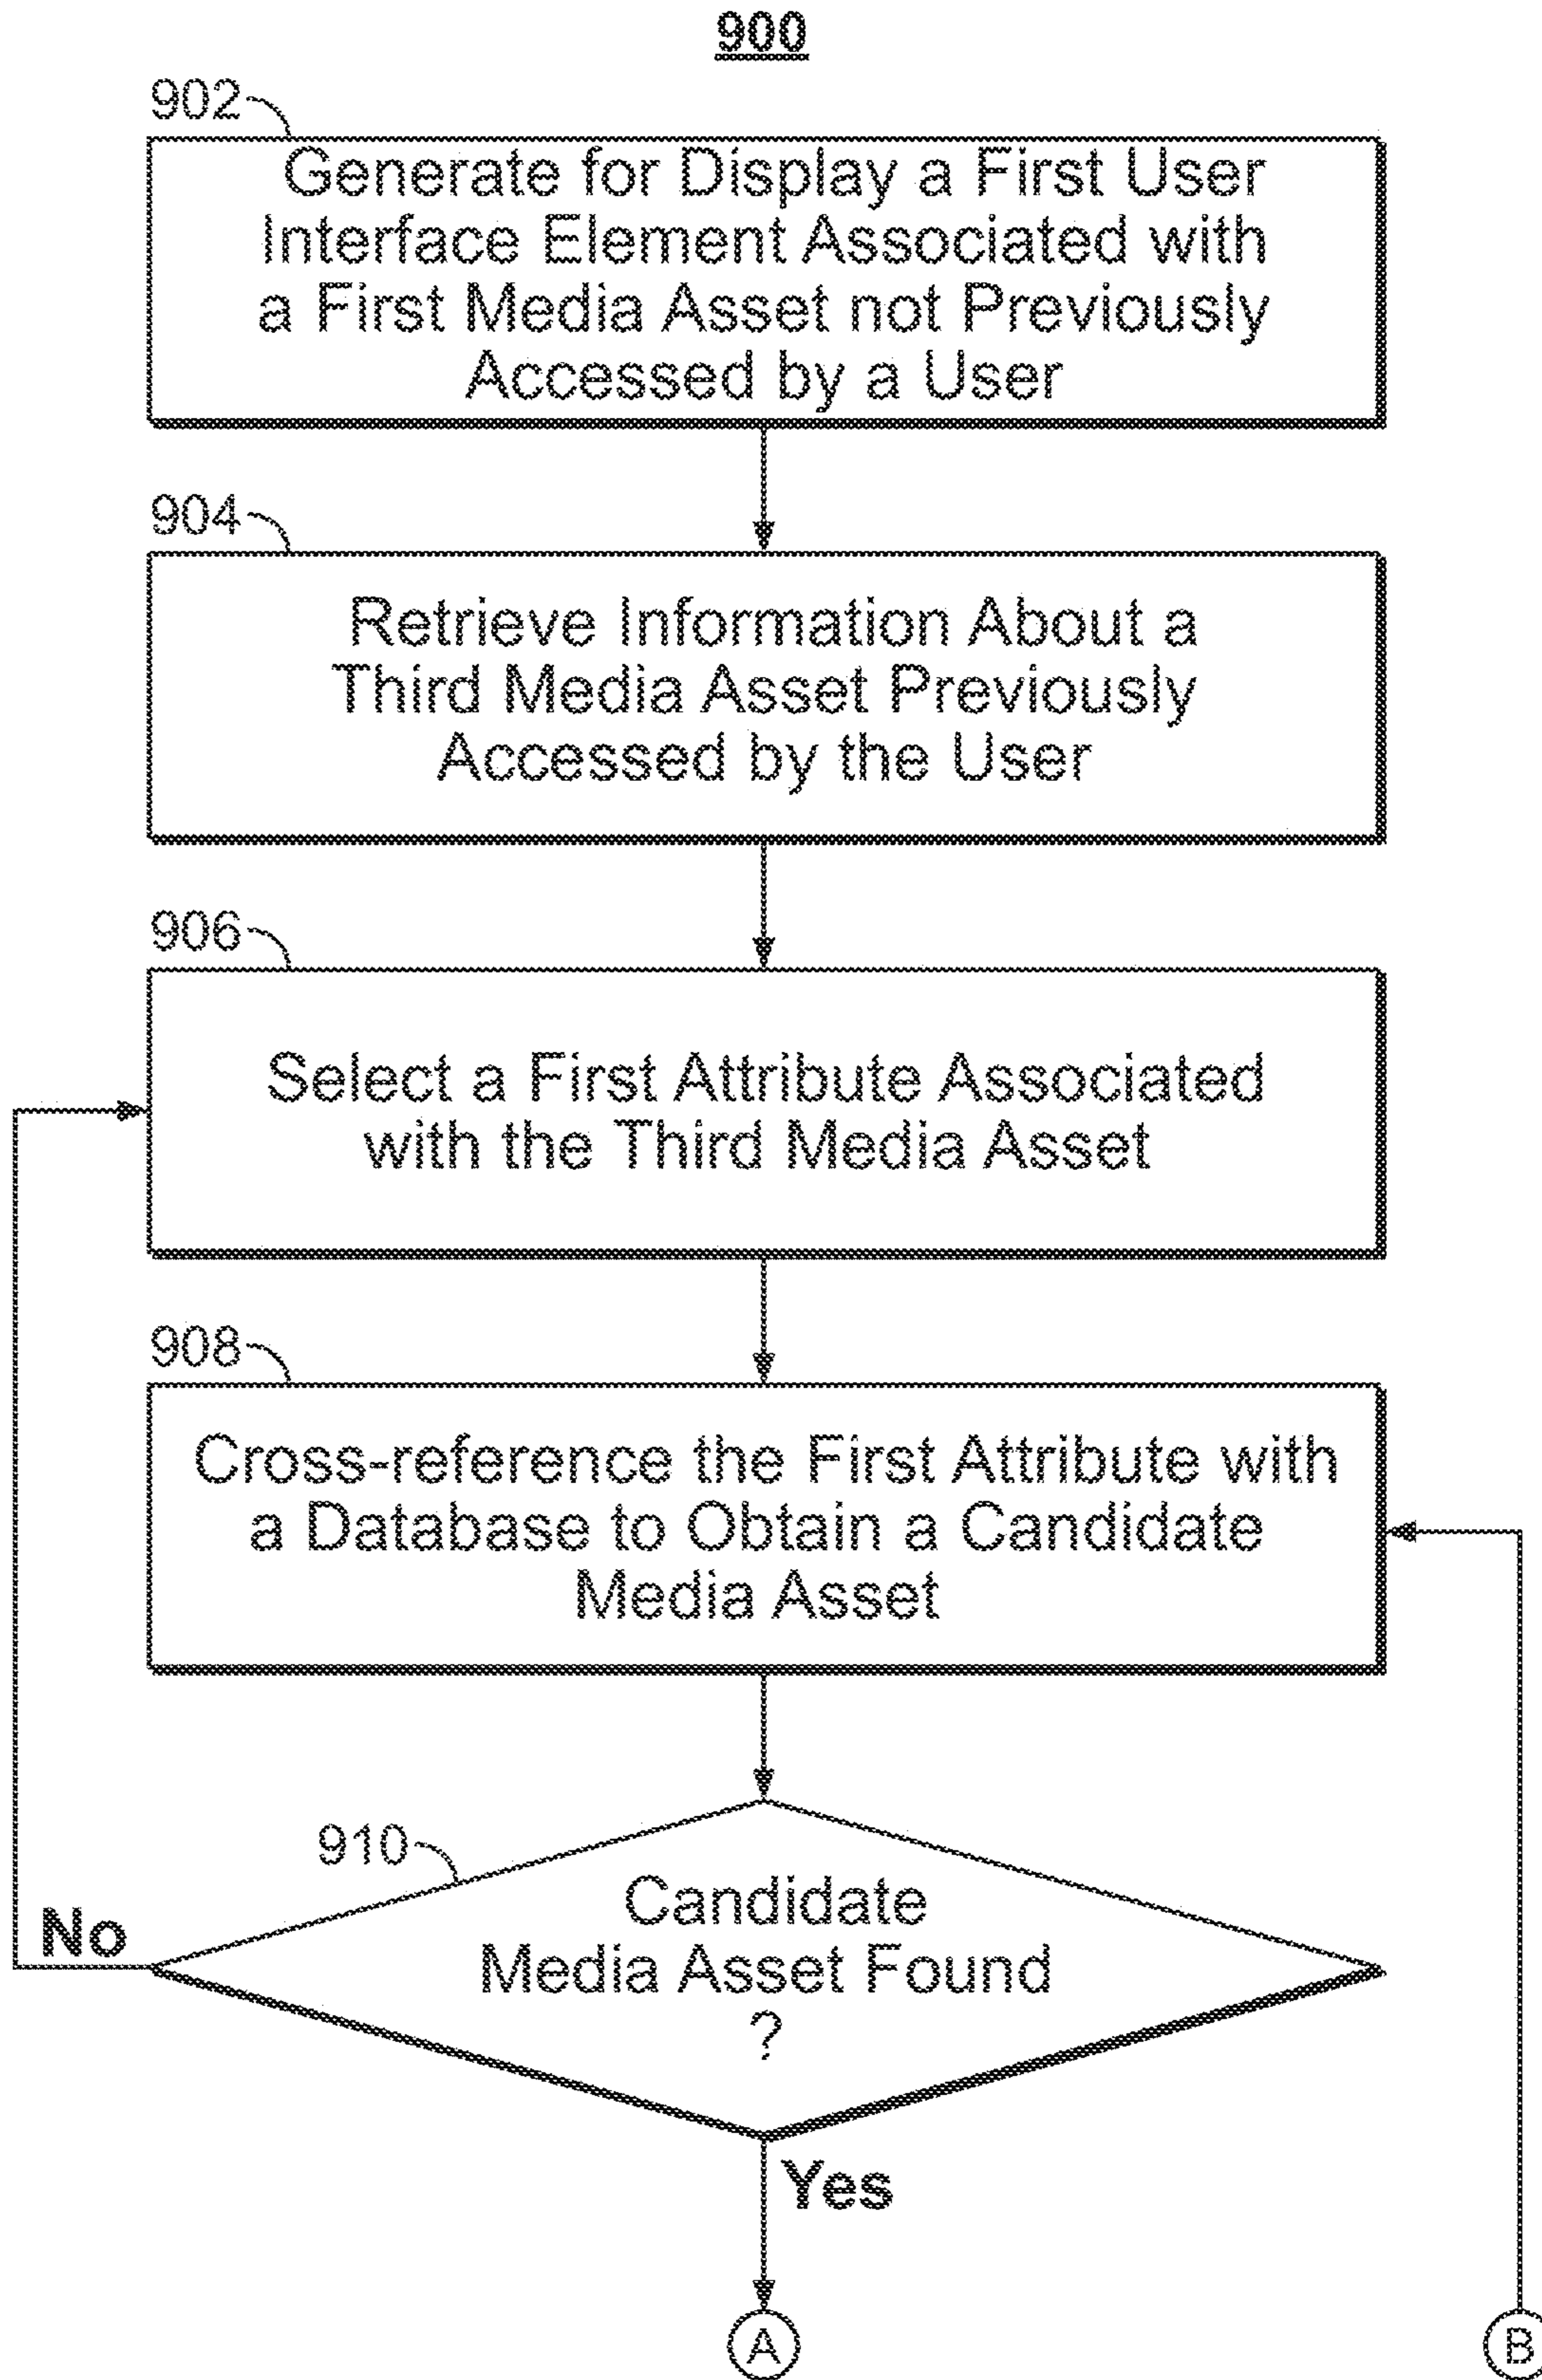 900
902
Generate for Display a First User
Interface Element Associated with
a First Media Asset not Previously
Accessed by a User
904
Retrieve Information About a
Third Media Asset Previously
Accessed by the User
906
Select a First Attribute Associated
with the Third Media Asset
908
Cross-reference the First Attribute with
a Database to Obtain a Candidate
Media Asset
910
Candidate
Media Asset Found
?
No
Yes
A
B